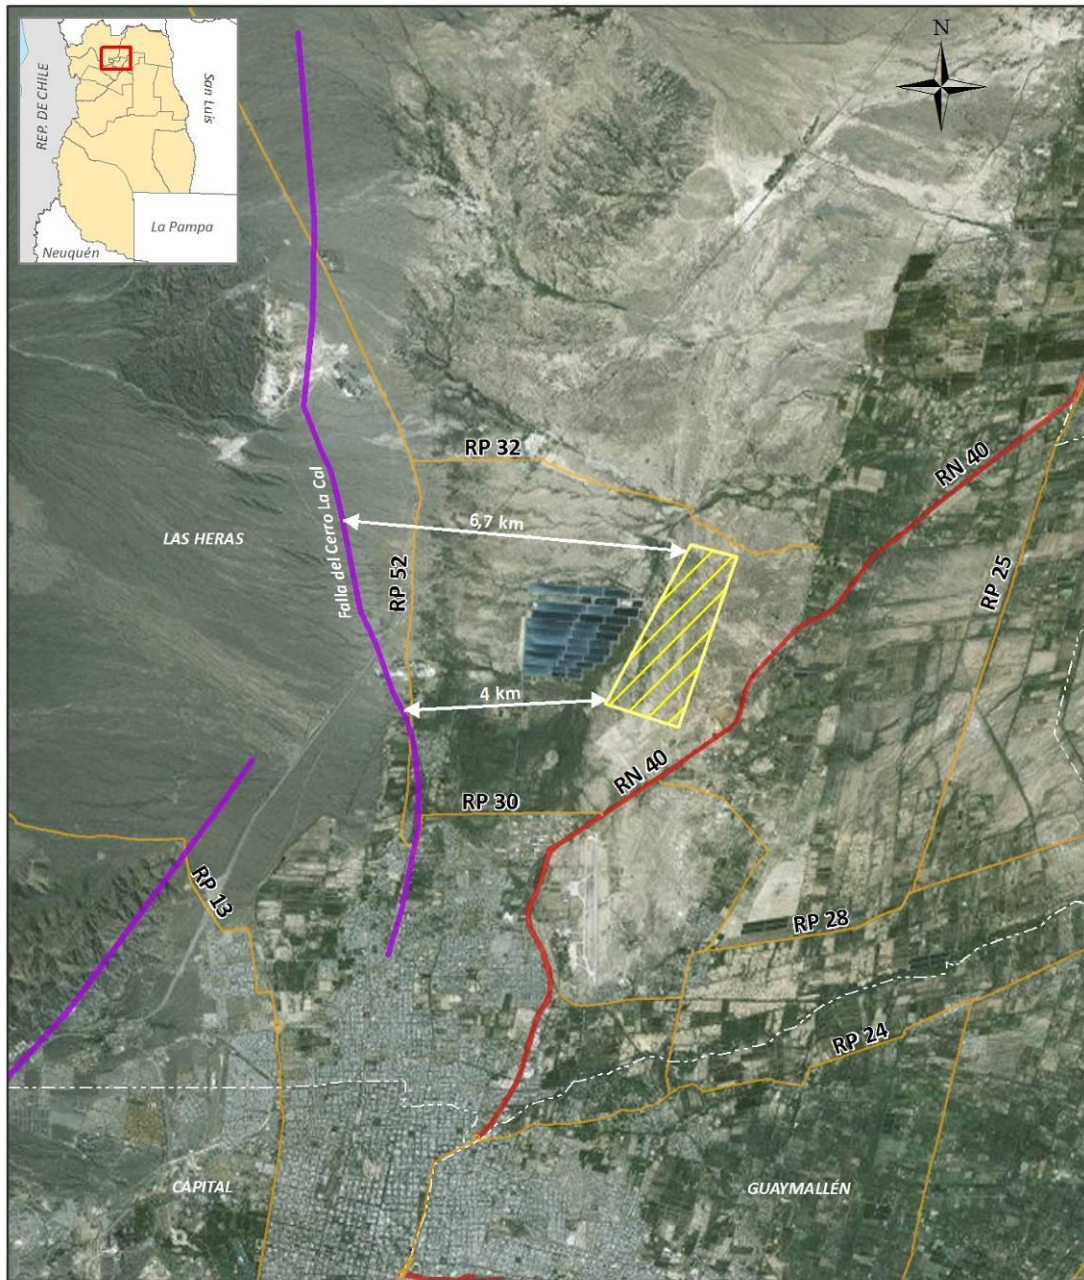 REP. DE CHILE
San Luis
La Pampa
Neuquén
N
RP 32
RN 40
6,7 km
LAS HERAS
Falla del Cerro La Cal
RP 52
RP 25
4 km
RN 40
RP 30
RP 13
RP 28
RP 24
CAPITAL
GUAYMALLÉN